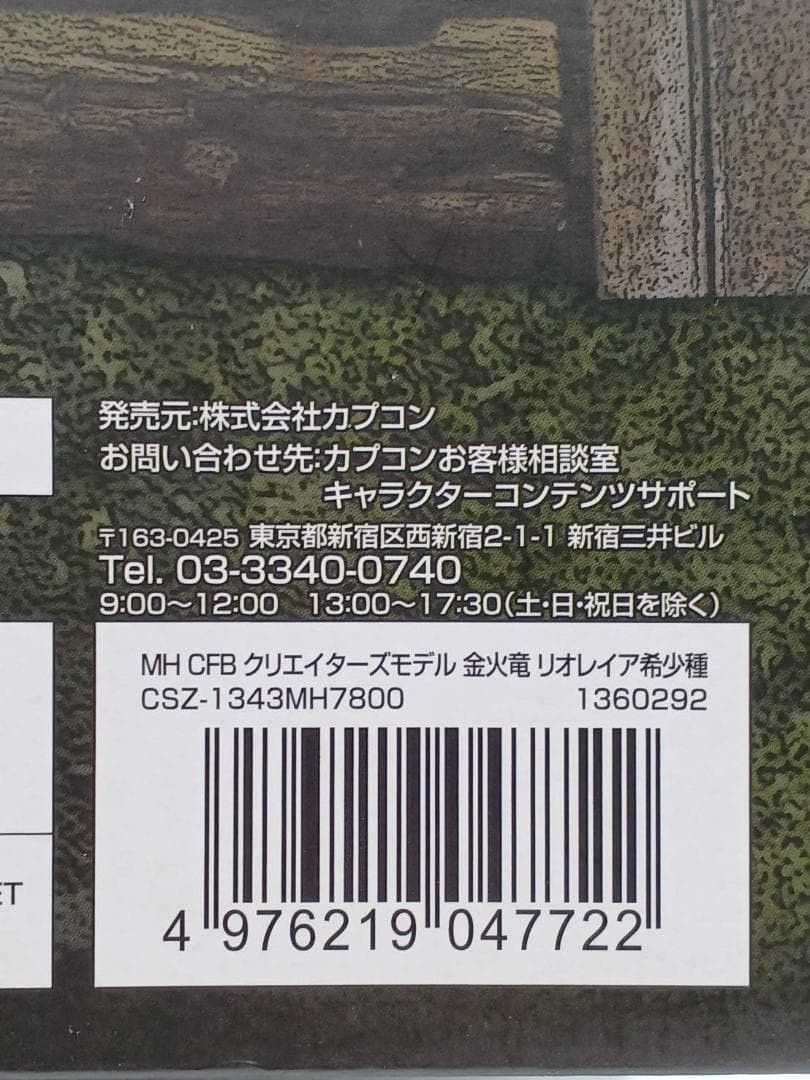 発売元:株式会社カプコン
お問い合わせ先:カプコンお客様相談室
キャラクターコンテンツサポート
〒163-0425 東京都新宿区西新宿2-1-1 新宿三井ビル
Tel. 03-3340-0740
9:00〜12:00 13:00〜17:30(土・日・祝日を除く)
MH CFB クリエイターズモデル 金火竜 リオレイア希少種
CSZ-1343MH7800 1360292
ET
4 976219 047722